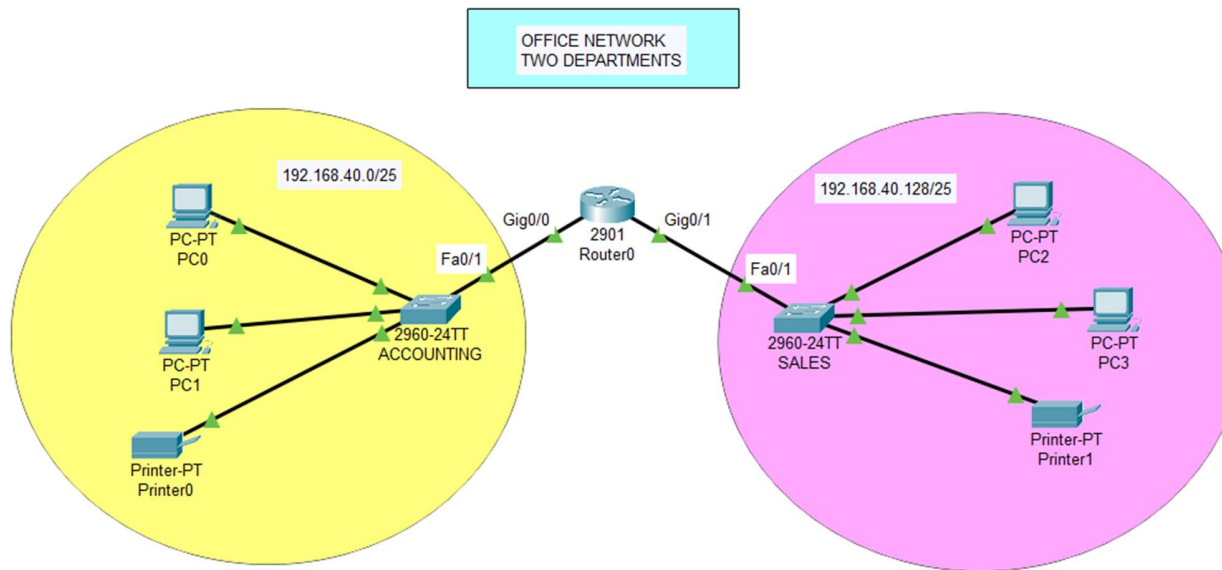 OFFICE NETWORK
TWO DEPARTMENTS
192.168.40.0/25
PC-PT
PC0
PC-PT
PC1
Printer-PT
Printer0
2960-24TT
ACCOUNTING
Fa0/1
Gig0/0
2901
Router0
Gig0/1
Fa0/1
192.168.40.128/25
2960-24TT
SALES
PC-PT
PC2
PC-PT
PC3
Printer-PT
Printer1